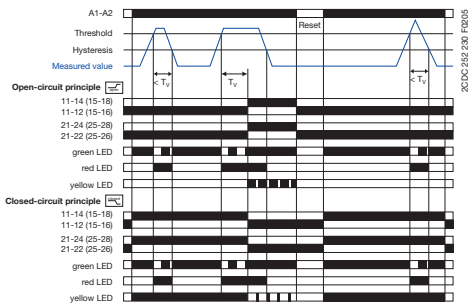 A1-A2
Reset
Threshold
Hysteresis
Measured value
< Tv
Tv
< Tv
Open-circuit principle
11-14 (15-18)
11-12 (15-16)
21-24 (25-28)
21-22 (25-26)
green LED
red LED
yellow LED
Closed-circuit principle
11-14 (15-18)
11-12 (15-16)
21-24 (25-28)
21-22 (25-26)
green LED
red LED
yellow LED
2CDC 252 230 F0205